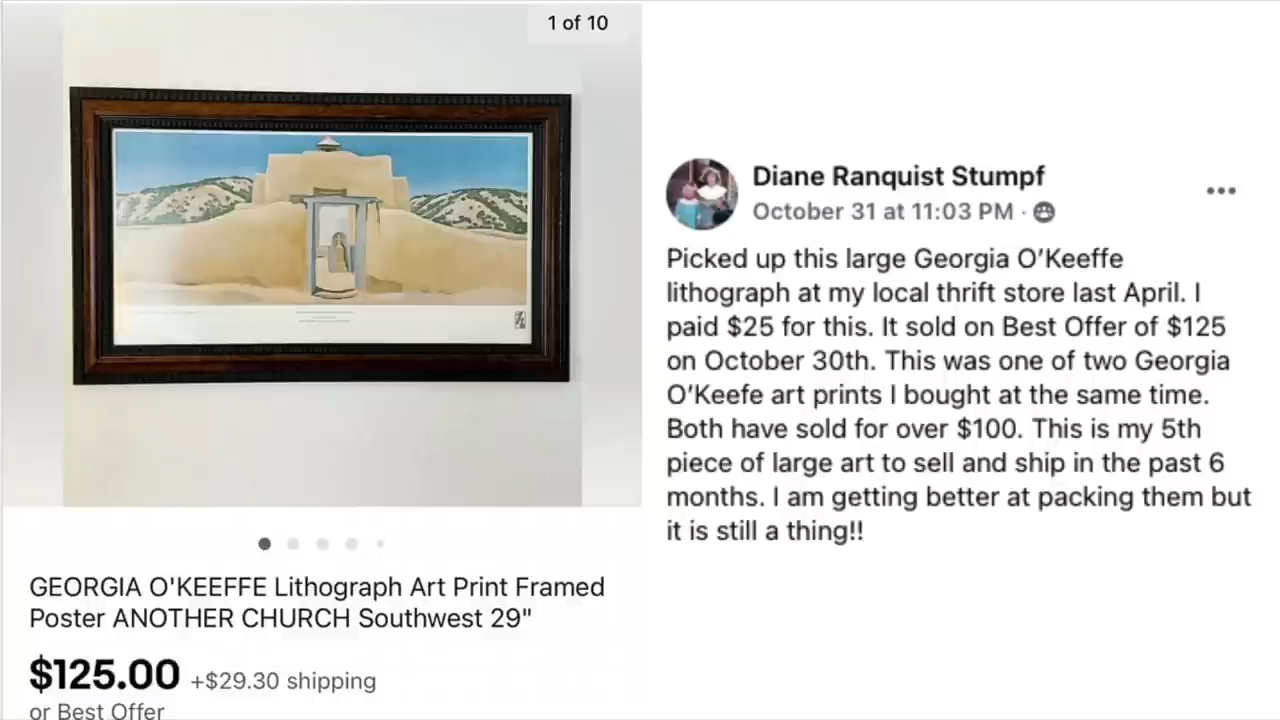 1 of 10
GEORGIA O'KEEFFE Lithograph Art Print Framed
Poster ANOTHER CHURCH Southwest 29"
$125.00 +$29.30 shipping
or Best Offer
Diane Ranquist Stumpf
October 31 at 11:03 PM ·
Picked up this large Georgia O’Keeffe
lithograph at my local thrift store last April. I
paid $25 for this. It sold on Best Offer of $125
on October 30th. This was one of two Georgia
O’Keefe art prints I bought at the same time.
Both have sold for over $100. This is my 5th
piece of large art to sell and ship in the past 6
months. I am getting better at packing them but
it is still a thing!!